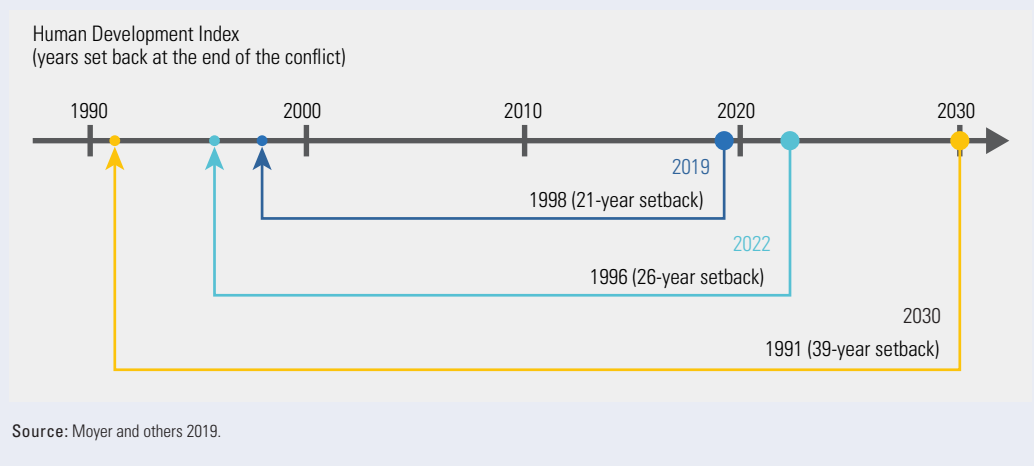 Human Development Index
(years set back at the end of the conflict)
1990 2000 2010 2020 2030
2019
1998 (21-year setback)
2022
1996 (26-year setback)
2030
1991 (39-year setback)
Source: Moyer and others 2019.